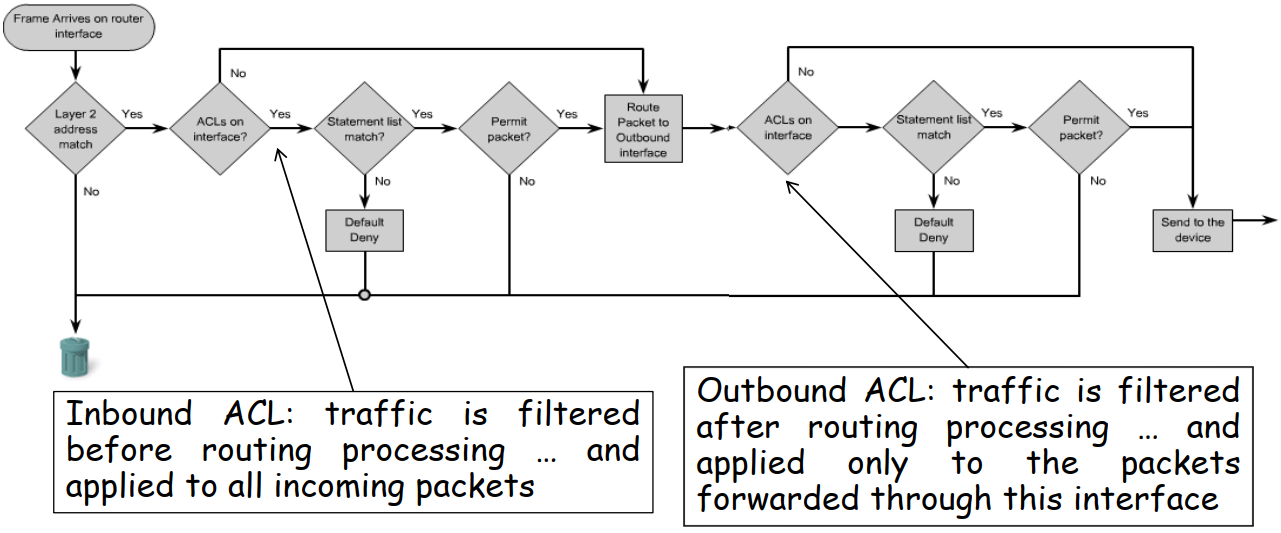 Frame Arrives on router
interface
Layer 2
address
match
Yes
No
ACLs on
interface?
No
Yes
Statement list
match?
Yes
No
Default
Deny
Permit
packet?
Yes
No
Route
Packet to
Outbound
interface
ACLs on
interface
No
Statement list
match
Yes
No
Default
Deny
Permit
packet?
Yes
No
Send to the
device
Inbound ACL: traffic is filtered
before routing processing … and
applied to all incoming packets
Outbound ACL: traffic is filtered
after routing processing … and
applied only to the packets
forwarded through this interface